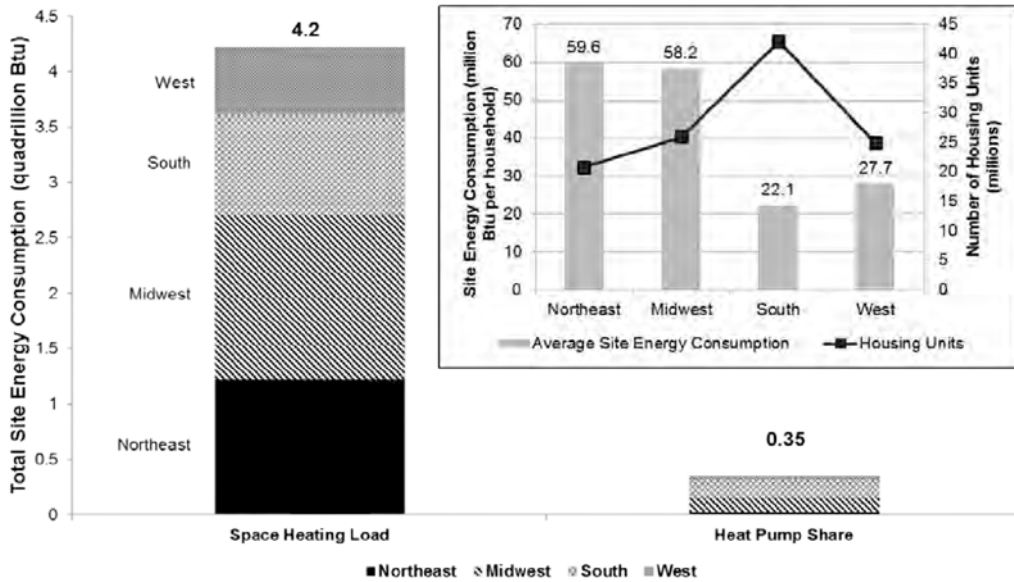 Total Site Energy Consumption (quadrillion Btu)
4.5
4
3.5
3
2.5
2
1.5
1
0.5
0
4.2
West
South
Midwest
Northeast
0.35
Space Heating Load
Heat Pump Share
Northeast Midwest South West
Site Energy Consumption (million
Btu per household)
70
60
50
40
30
20
10
0
59.6
58.2
22.1
27.7
45
40
35
30
25
20
15
10
5
0
Number of Housing Units
(millions)
Northeast Midwest South West
Average Site Energy Consumption Housing Units